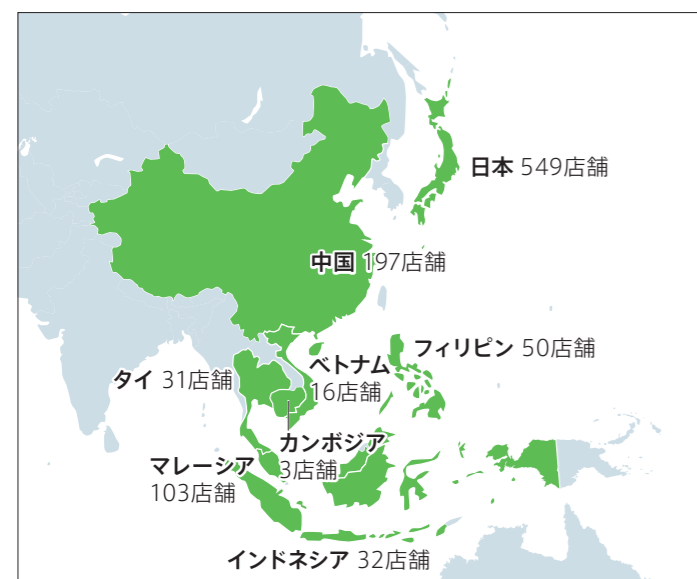 日本 549店舗
中国 197店舗
フィリピン 50店舗
ベトナム
16店舗
タイ 31店舗
カンボジア
3店舗
マレーシア
103店舗
インドネシア 32店舗